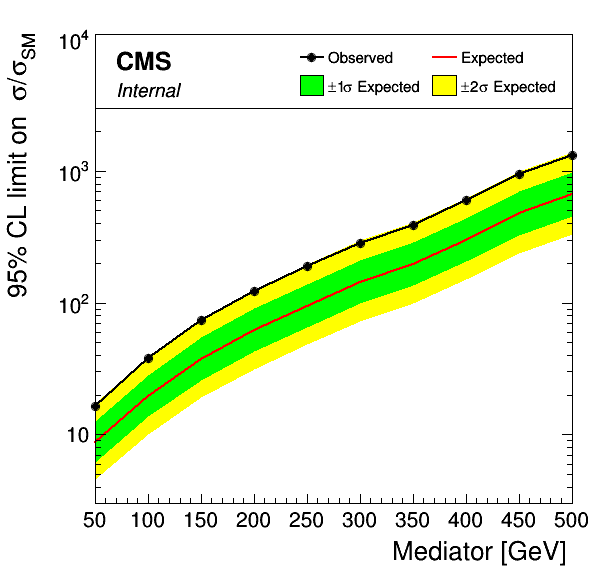 10⁴
CMS
Internal
Observed
Expected
±1σ Expected
±2σ Expected
95% CL limit on σ/σSM
10³
10²
10
50 100 150 200 250 300 350 400 450 500
Mediator [GeV]